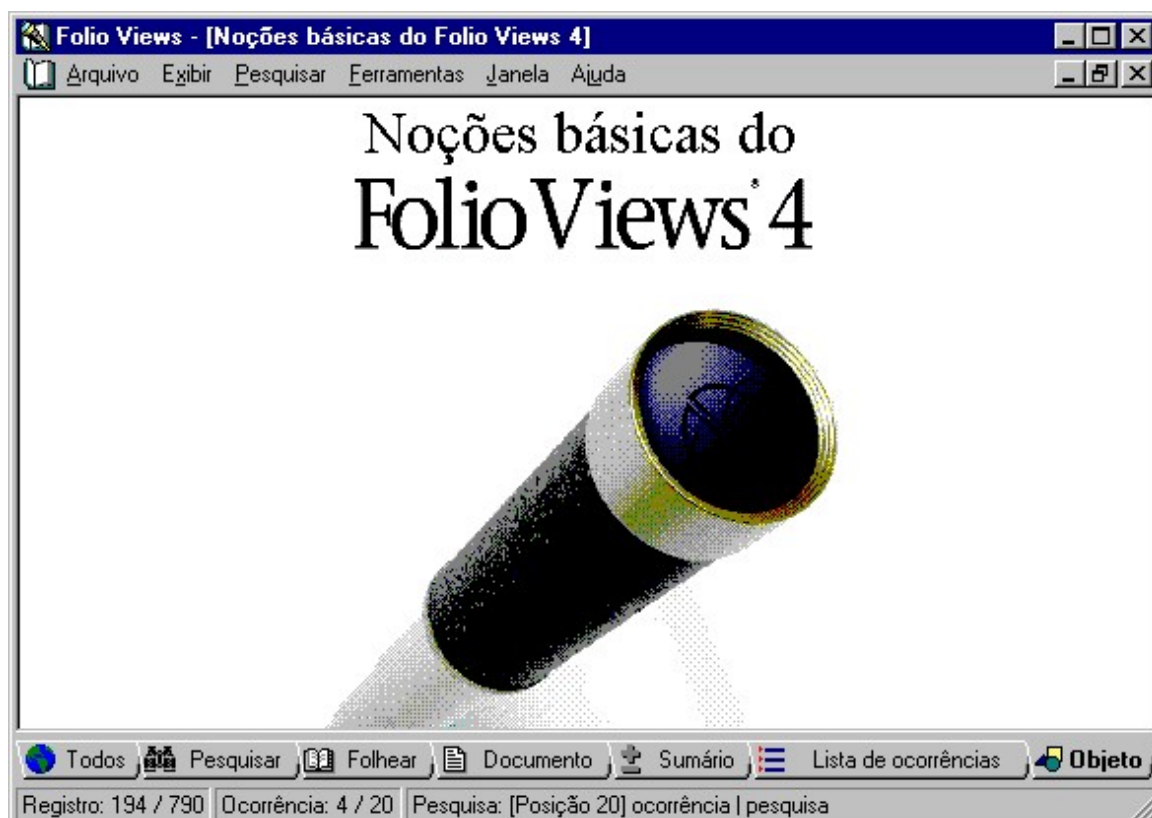 Folio Views - [Noções básicas do Folio Views 4]
Arquivo Exibir Pesquisar Ferramentas Janela Ajuda
Noções básicas do
Folio Views 4
Todos Pesquisar Folhear Documento Sumário Lista de ocorrências Objeto
Registro: 194 / 790 Ocorrência: 4 / 20 Pesquisa: [Posição 20] ocorrência | pesquisa